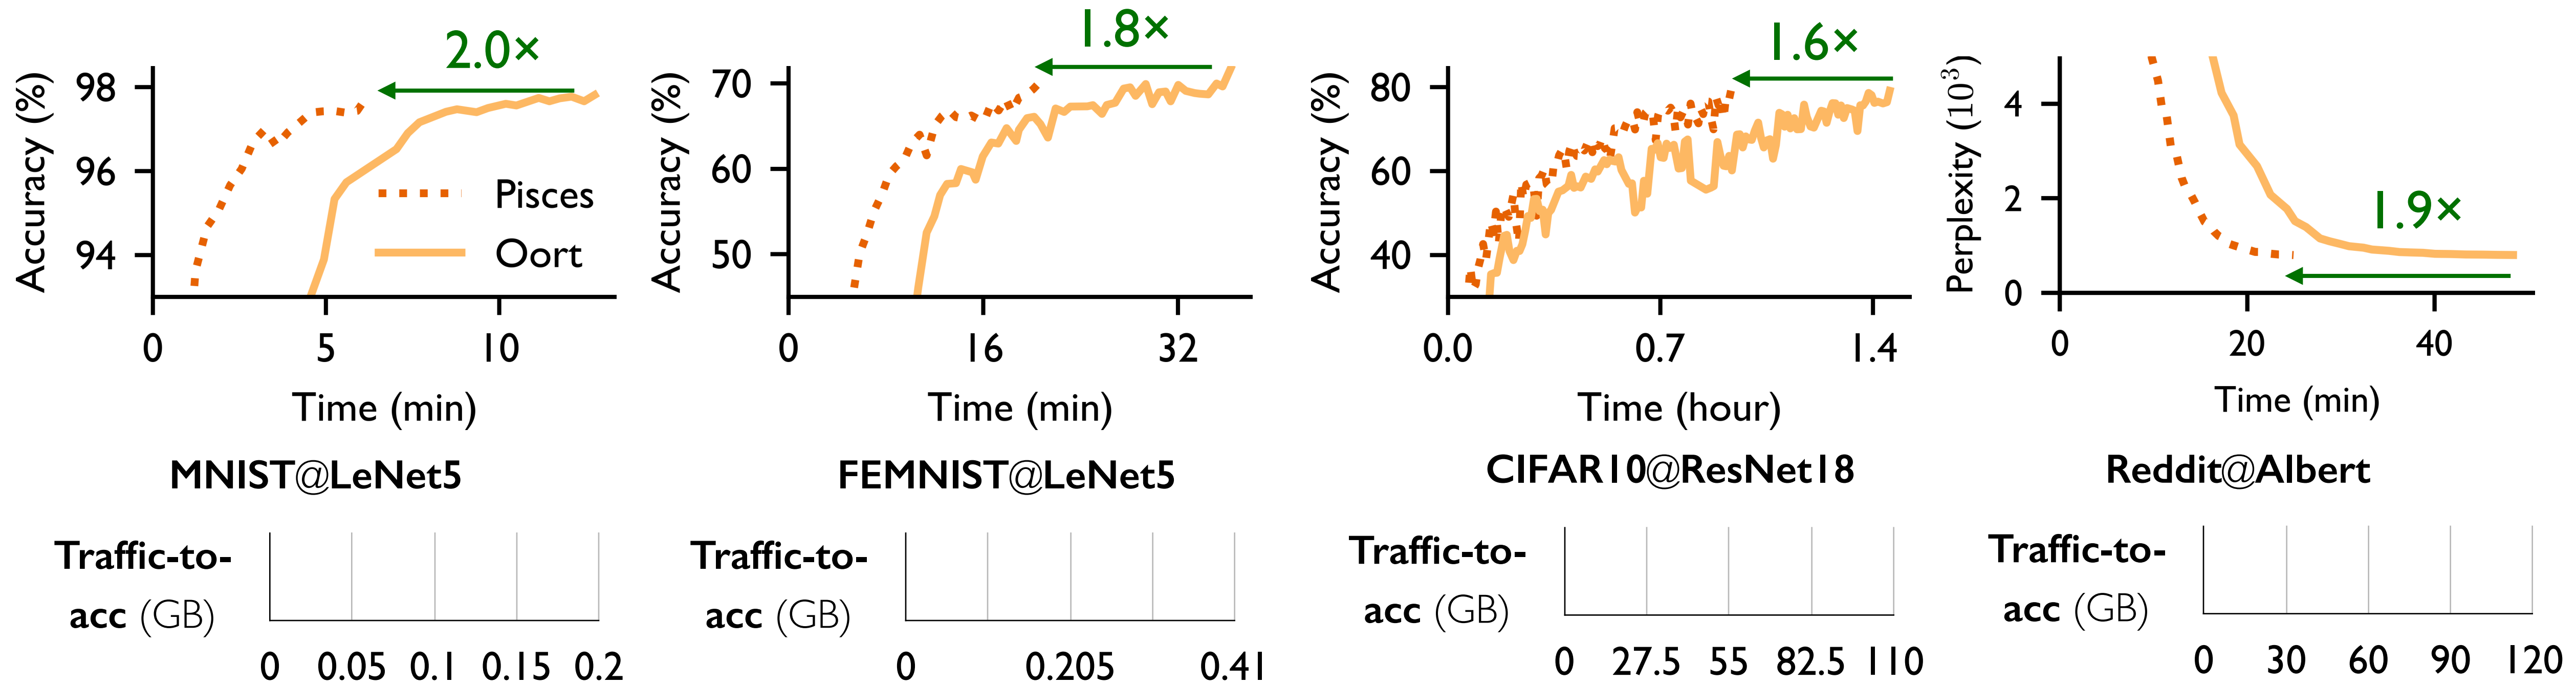 2.0×
Accuracy (%)
98
96
94
Pisces
Oort
0 5 10
Time (min)
MNIST@LeNet5
Traffic-to-
acc (GB)
0 0.05 0.1 0.15 0.2
1.8×
Accuracy (%)
70
60
50
0 16 32
Time (min)
FEMNIST@LeNet5
Traffic-to-
acc (GB)
0 0.205 0.41
1.6×
Accuracy (%)
80
60
40
0.0 0.7 1.4
Time (hour)
CIFAR10@ResNet18
Traffic-to-
acc (GB)
0 27.5 55 82.5 110
Perplexity (10³)
4
2
0
1.9×
0 20 40
Time (min)
Reddit@Albert
Traffic-to-
acc (GB)
0 30 60 90 120